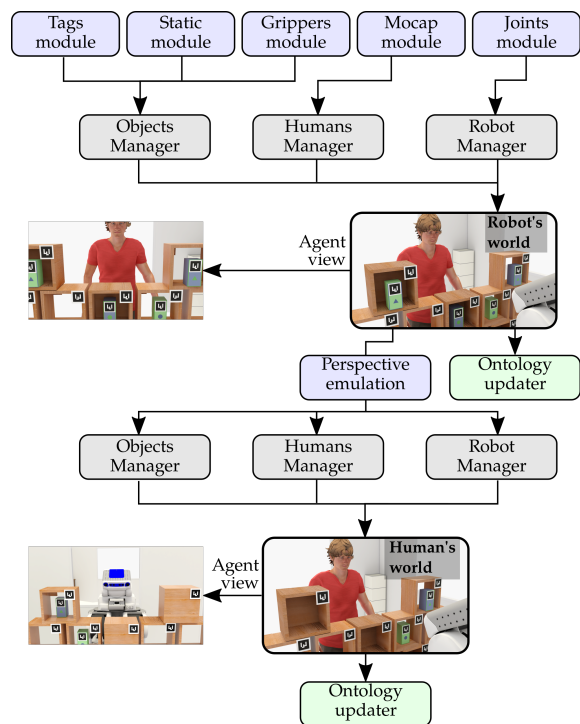 Tags
module
Static
module
Grippers
module
Mocap
module
Joints
module
Objects
Manager
Humans
Manager
Robot
Manager
Agent
view
Robot's
world
Perspective
emulation
Ontology
updater
Objects
Manager
Humans
Manager
Robot
Manager
Agent
view
Human's
world
Ontology
updater